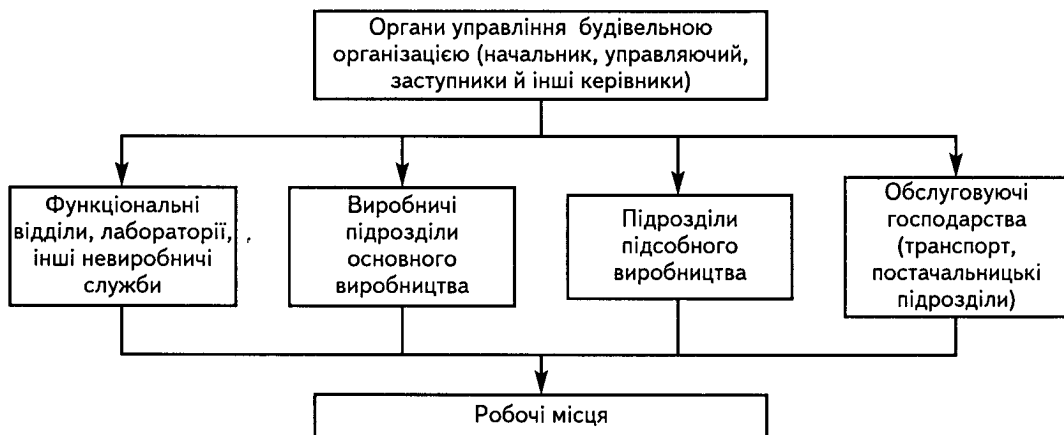 Органи управління будівельною
організацією (начальник, управляючий,
заступники й інші керівники)
Функціональні
відділи, лабораторії,
інші невиробничі
служби
Виробничі
підрозділи
основного
виробництва
Підрозділи
підсобного
виробництва
Обслуговуючі
господарства
(транспорт,
постачальницькі
підрозділи)
Робочі місця